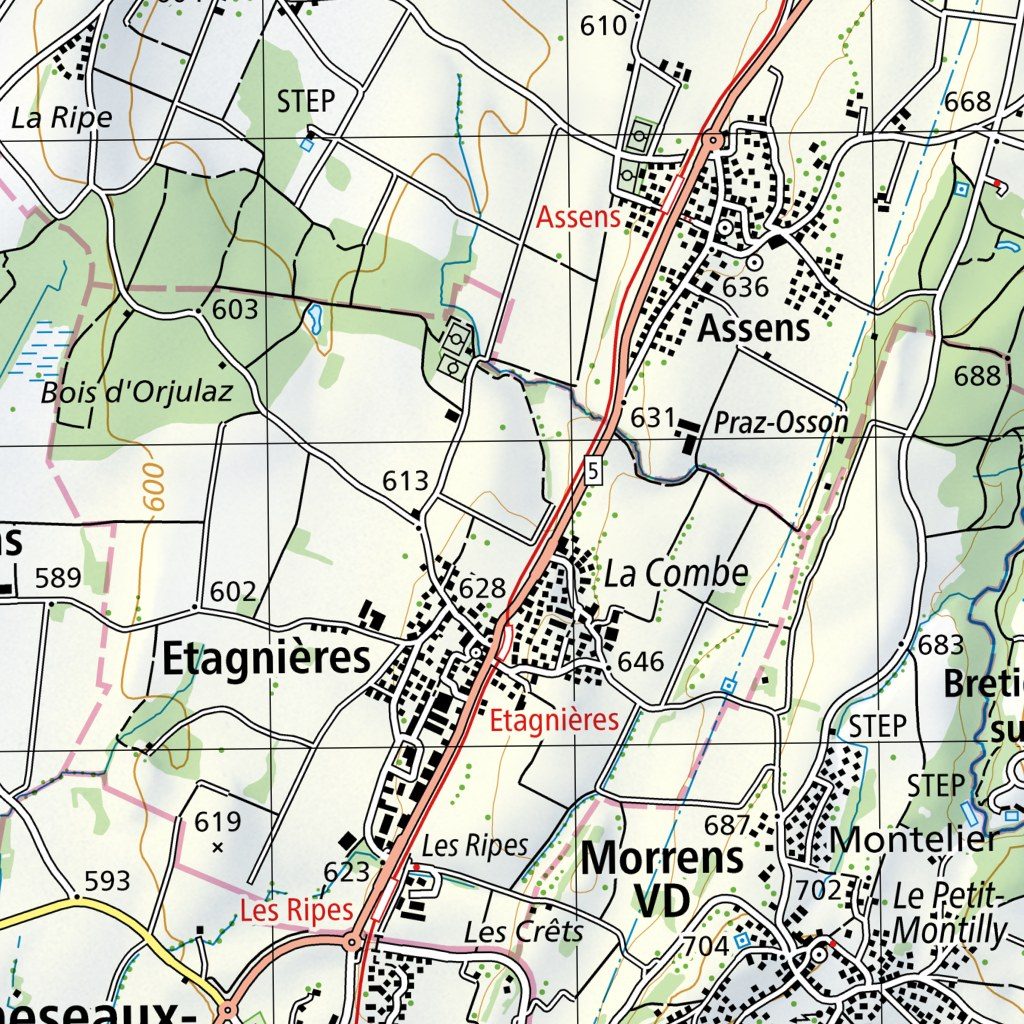 610
STEP
668
La Ripe
Assens
636
603
Assens
688
Bois d'Orjulaz
631
Praz-Osson
5
600
613
589
602
628
La Combe
Etagnières
646
683
Etagnières
STEP
STEP
619
687
Montelier
Les Ripes
Morrens
VD
623
593
702
Le Petit-
Montilly
Les Ripes
Les Crêts
704